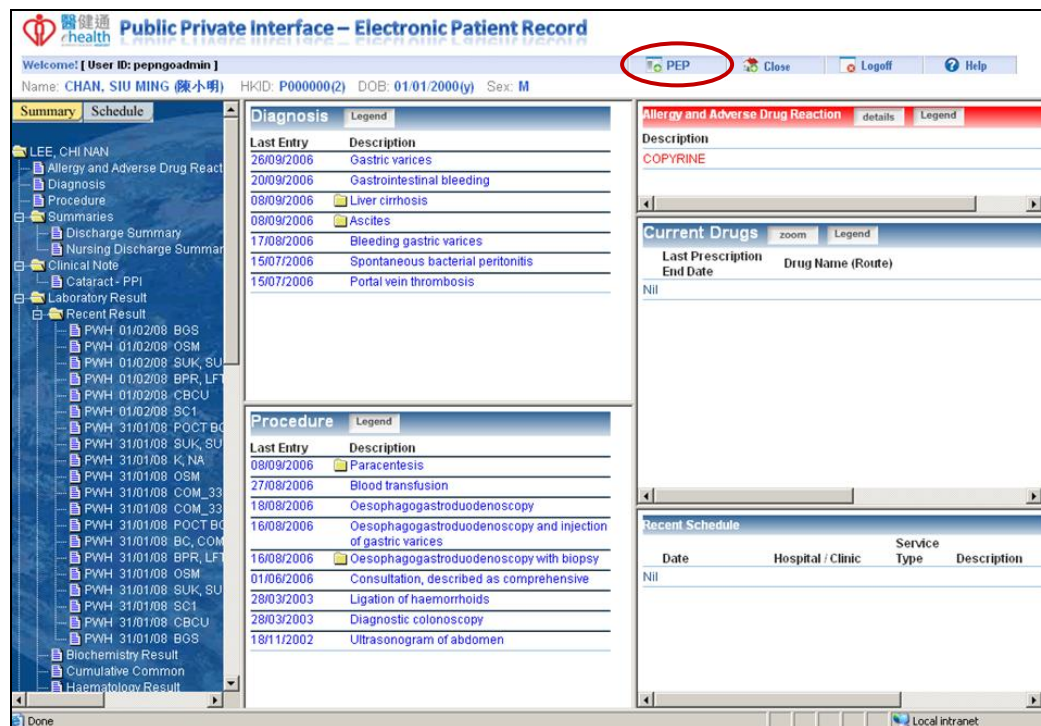 醫健通
ehealth
Public Private Interface – Electronic Patient Record
Welcome! [ User ID: pepngoadmin ]
PEP
Close
Logoff
Help
Name: CHAN, SIU MING (陳小明) HKID: P000000(2) DOB: 01/01/2000(y) Sex: M
Summary Schedule
LEE, CHI NAN
Allergy and Adverse Drug React
Diagnosis
Procedure
Summaries
Discharge Summary
Nursing Discharge Summar
Clinical Note
Cataract - PPI
Laboratory Result
Recent Result
PWH 01/02/08 BGS
PWH 01/02/08 OSM
PWH 01/02/08 SUK, SU
PWH 01/02/08 BPR, LFT
PWH 01/02/08 CBCU
PWH 01/02/08 SC1
PWH 31/01/08 POCT BG
PWH 31/01/08 SUK, SU
PWH 31/01/08 K, NA
PWH 31/01/08 OSM
PWH 31/01/08 COM_33
PWH 31/01/08 COM_33
PWH 31/01/08 POCT BG
PWH 31/01/08 BC, COM
PWH 31/01/08 BPR, LFT
PWH 31/01/08 OSM
PWH 31/01/08 SUK, SU
PWH 31/01/08 SC1
PWH 31/01/08 CBCU
PWH 31/01/08 BGS
Biochemistry Result
Cumulative Common
Haematology Result
Diagnosis Legend
Last Entry Description
26/09/2006 Gastric varices
20/09/2006 Gastrointestinal bleeding
08/09/2006 Liver cirrhosis
08/09/2006 Ascites
17/08/2006 Bleeding gastric varices
15/07/2006 Spontaneous bacterial peritonitis
15/07/2006 Portal vein thrombosis
Procedure Legend
Last Entry Description
08/09/2006 Paracentesis
27/08/2006 Blood transfusion
18/08/2006 Oesophagogastroduodenoscopy
16/08/2006 Oesophagogastroduodenoscopy and injection
of gastric varices
16/08/2006 Oesophagogastroduodenoscopy with biopsy
01/06/2006 Consultation, described as comprehensive
28/03/2003 Ligation of haemorrhoids
28/03/2003 Diagnostic colonoscopy
18/11/2002 Ultrasonogram of abdomen
Allergy and Adverse Drug Reaction details Legend
Description
COPYRINE
Current Drugs zoom Legend
Last Prescription
End Date
Drug Name (Route)
Nil
Recent Schedule
Date Hospital / Clinic Service
Type Description
Nil
Done
Local intranet